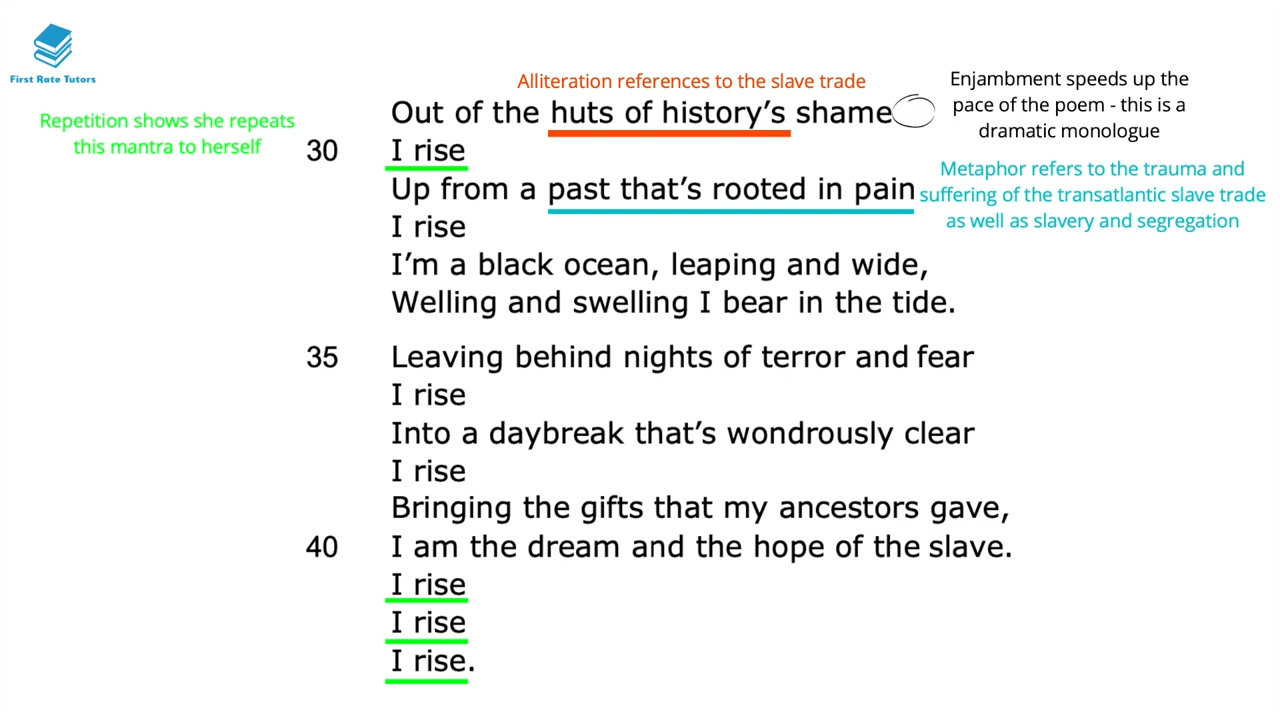 First Rate Tutors
Alliteration references to the slave trade
Enjambment speeds up the
pace of the poem - this is a
dramatic monologue
Repetition shows she repeats
this mantra to herself
Metaphor refers to the trauma and
suffering of the transatlantic slave trade
as well as slavery and segregation
Out of the huts of history's shame
30 I rise
Up from a past that's rooted in pain
I rise
I'm a black ocean, leaping and wide,
Welling and swelling I bear in the tide.
35 Leaving behind nights of terror and fear
I rise
Into a daybreak that's wondrously clear
I rise
Bringing the gifts that my ancestors gave,
40 I am the dream and the hope of the slave.
I rise
I rise
I rise.